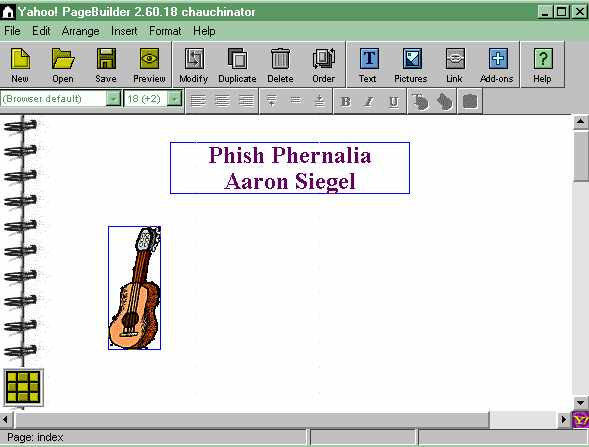 Yahoo! PageBuilder 2.60.18 chauchinator
File Edit Arrange Insert Format Help
New Open Save Preview Modify Duplicate Delete Order Text Pictures Link Add-ons Help
(Browser default) 18 (+2) B I U
Phish Phernalia
Aaron Siegel
Page: index